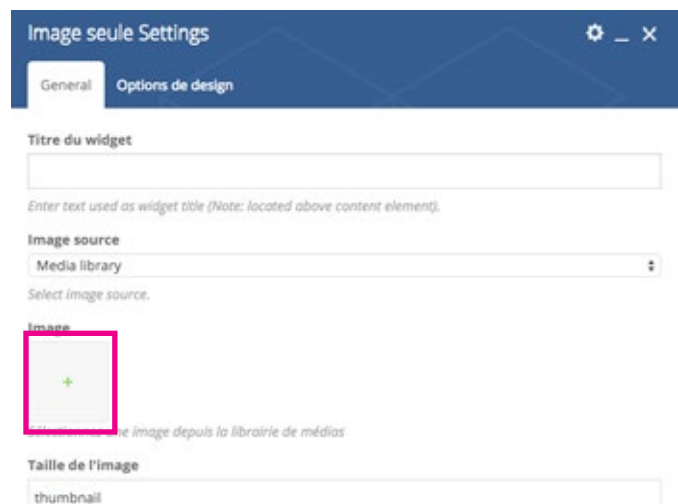 Image seule Settings
General Options de design
Titre du widget
Enter text used as widget title (Note: located above content element).
Image source
Media library
Select image source.
Image
+
Sélectionnez une image depuis la librairie de médias
Taille de l'image
thumbnail